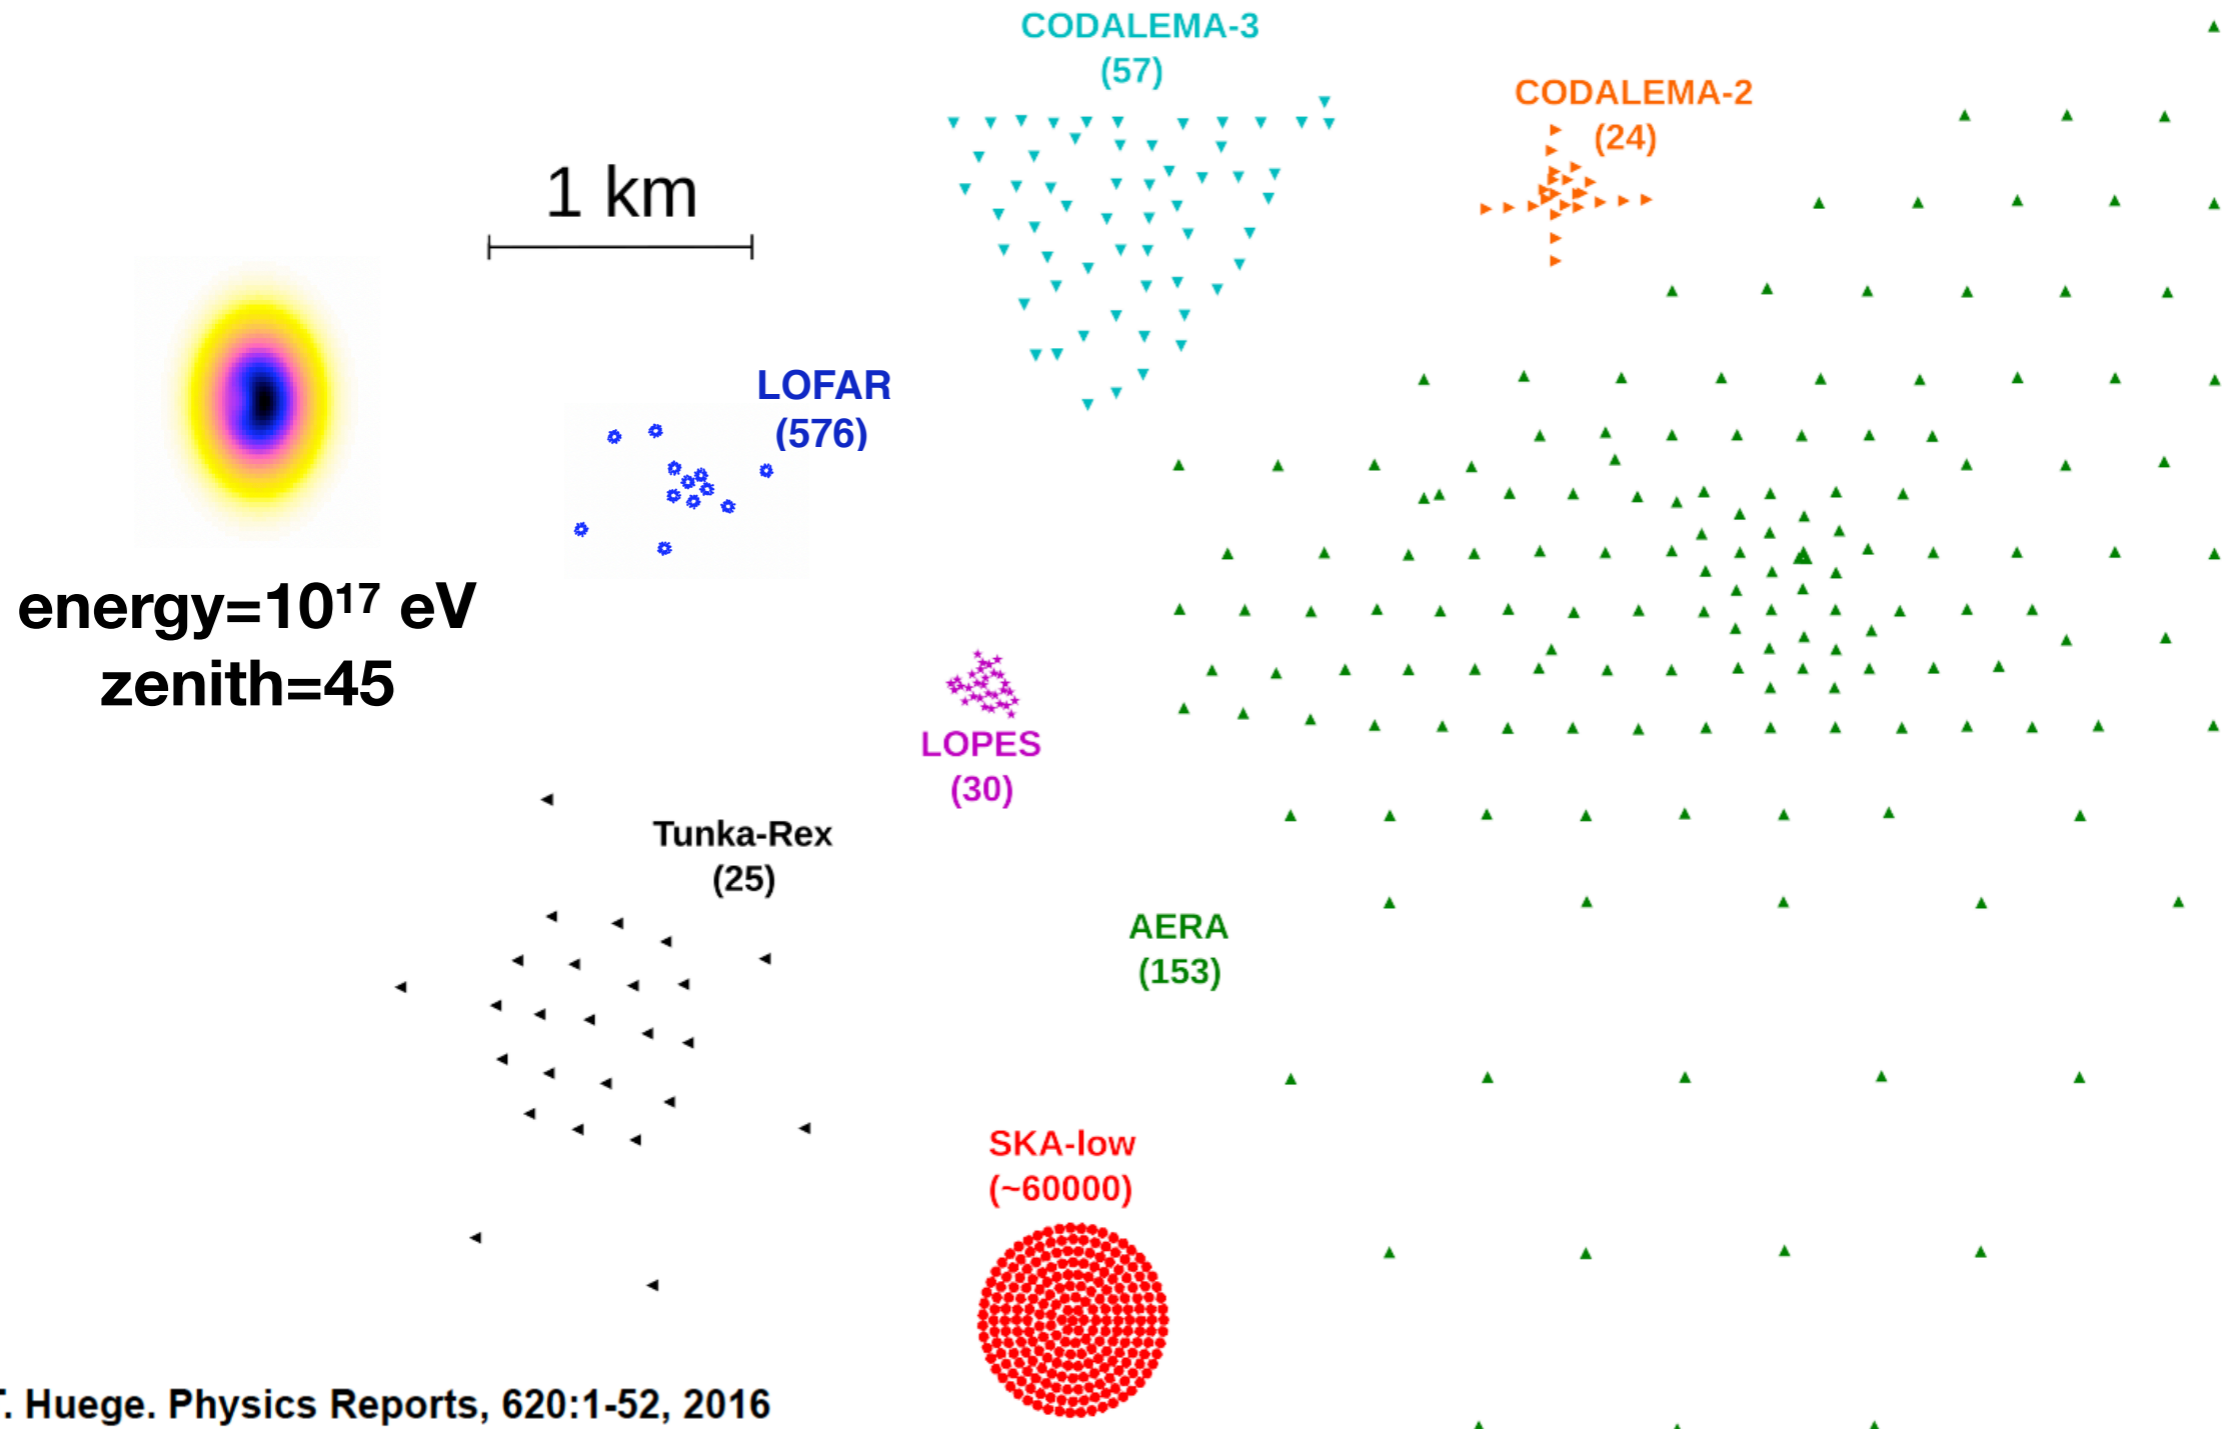 CODALEMA-3
(57)
CODALEMA-2
(24)
1 km
LOFAR
(576)
energy=10¹⁷ eV
zenith=45
LOPES
(30)
Tunka-Rex
(25)
AERA
(153)
SKA-low
(~60000)
T. Huege. Physics Reports, 620:1-52, 2016